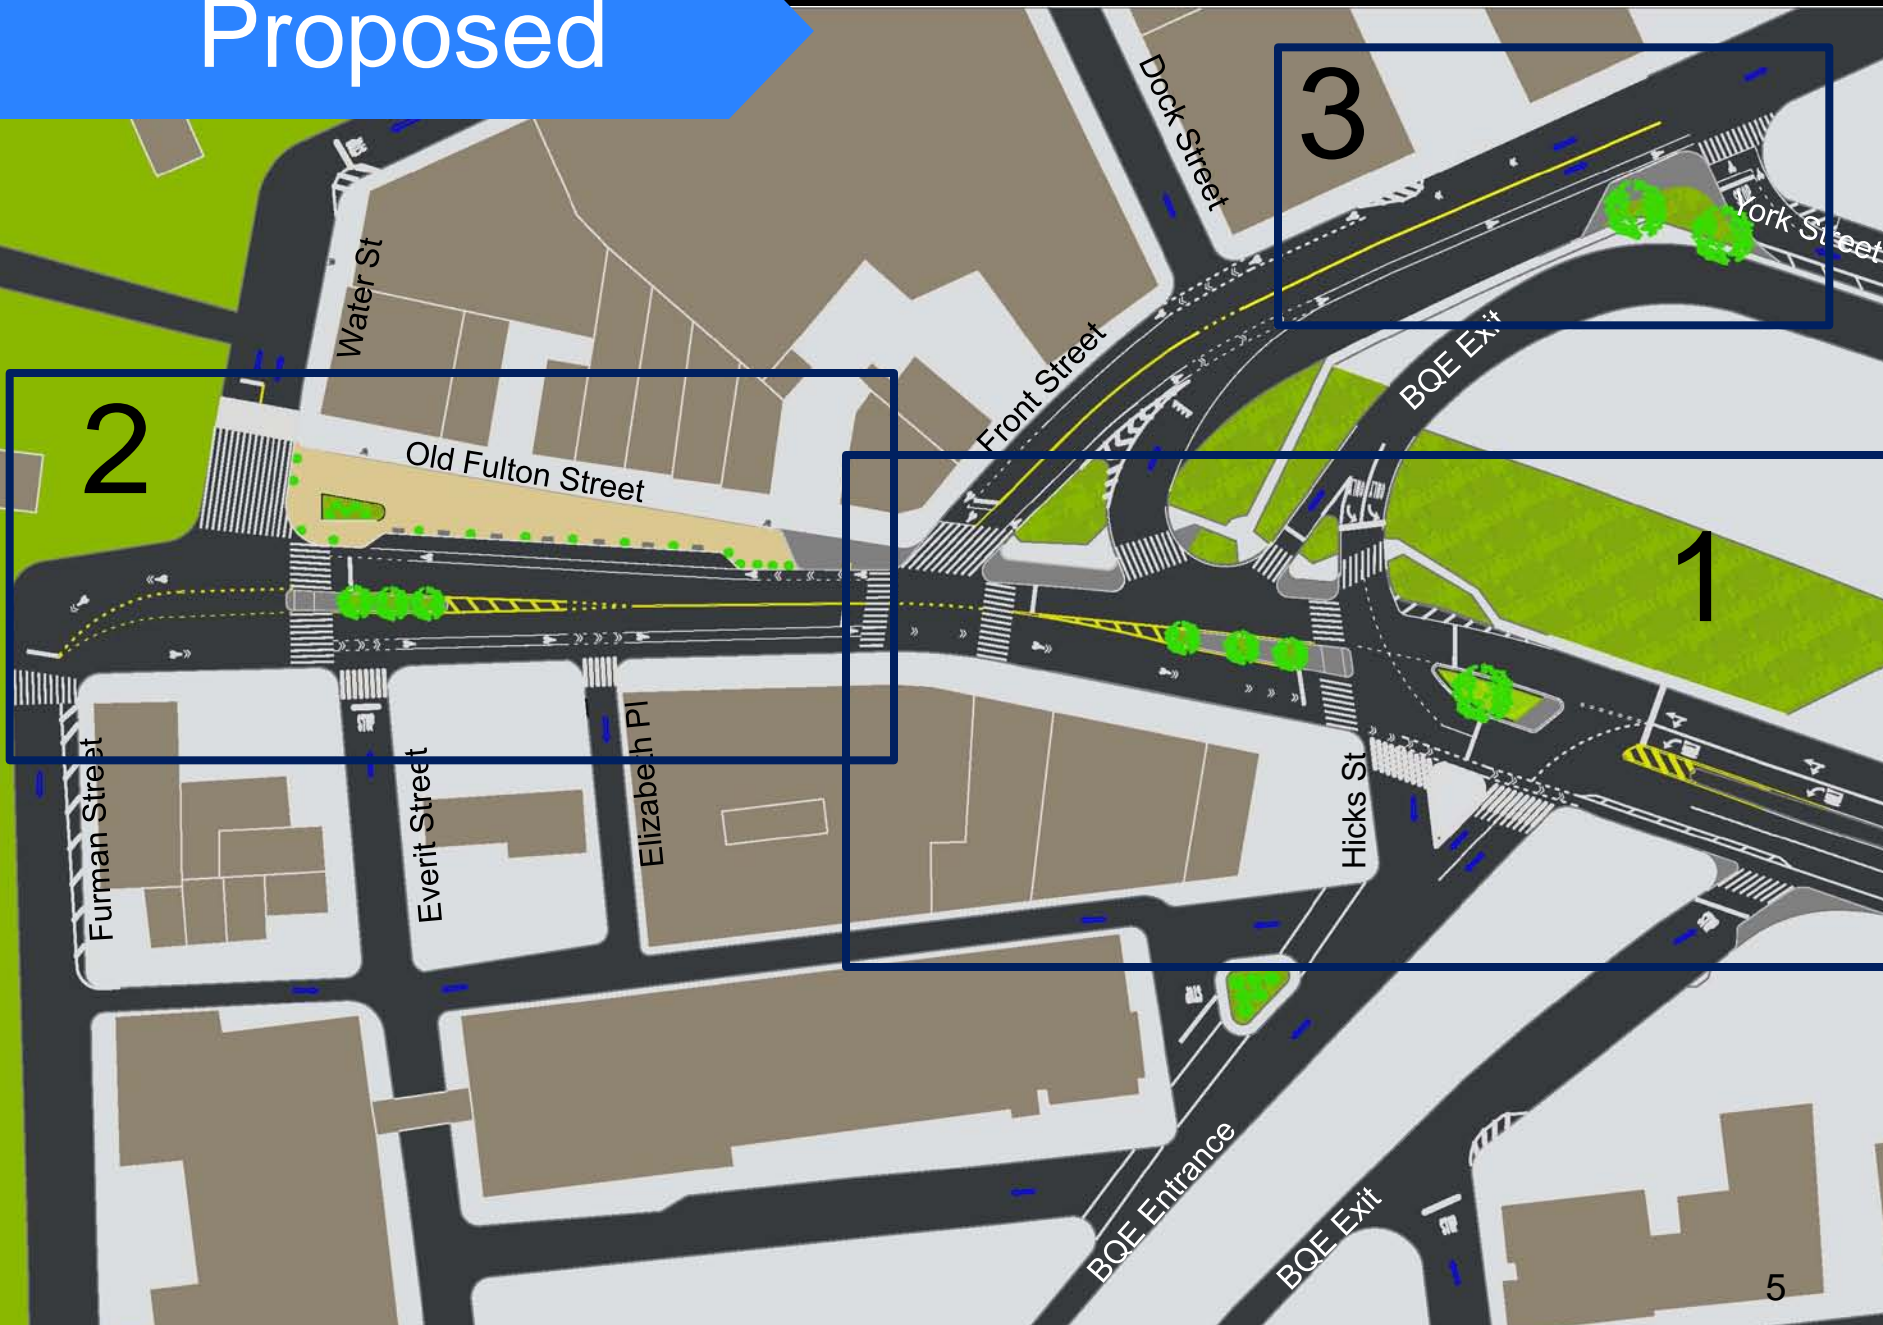 Proposed
3
Dock Street
York Street
Water St
BQE Exit
Front Street
2
Old Fulton Street
1
Furman Street
Everit Street
Elizabeth Pl
Hicks St
STOP
BQE Entrance
BQE Exit
5